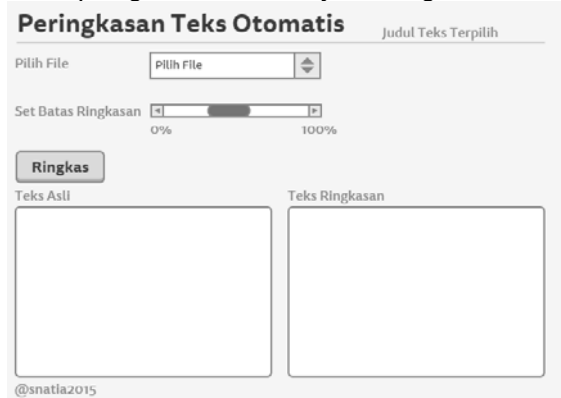 Peringkasan Teks Otomatis Judul Teks Terpilih
Pilih File Pilih File
Set Batas Ringkasan
0% 100%
Ringkas
Teks Asli Teks Ringkasan
@snatia2015